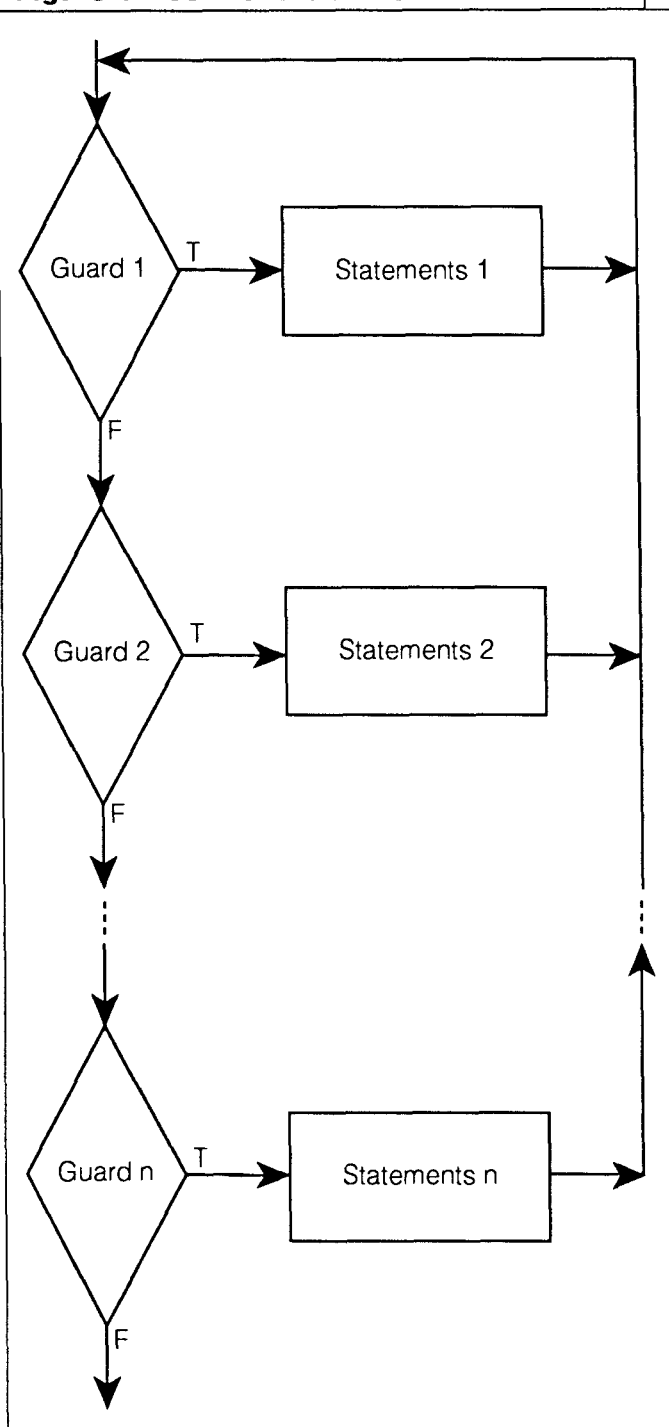 Guard 1
T
Statements 1
F
Guard 2
T
Statements 2
F
Guard n
T
Statements n
F